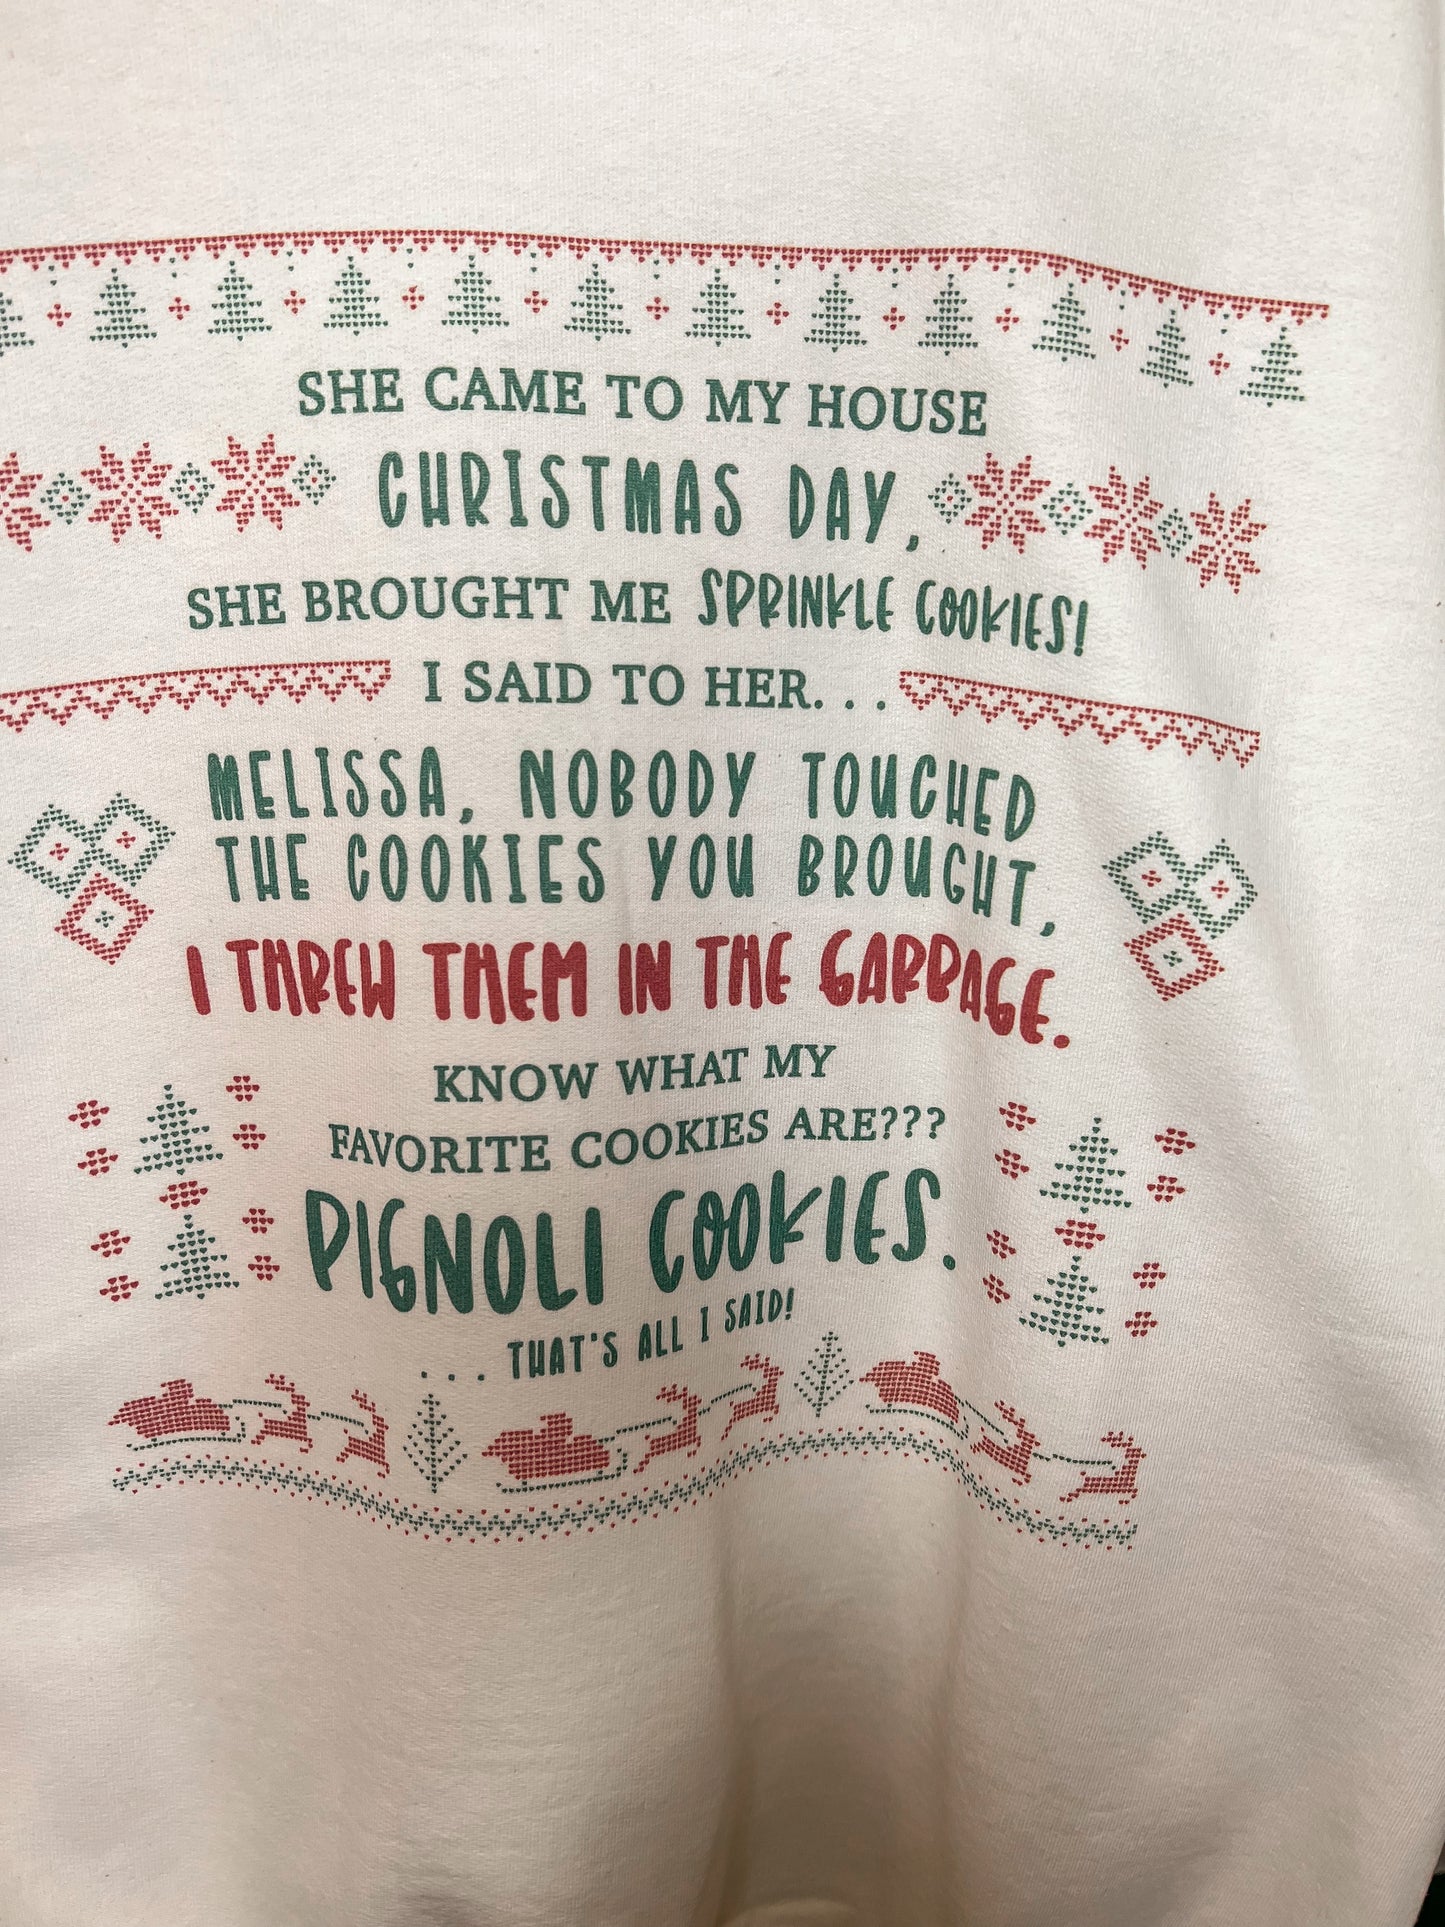 SHE CAME TO MY HOUSE
CHRISTMAS DAY,
SHE BROUGHT ME SPRINKLE COOKIES!
I SAID TO HER. . .
MELISSA, NOBODY TOUCHED
THE COOKIES YOU BROUGHT,
I THREW THEM IN THE GARBAGE.
KNOW WHAT MY
FAVORITE COOKIES ARE???
PIGNOLI COOKIES.
. . . THAT'S ALL I SAID!